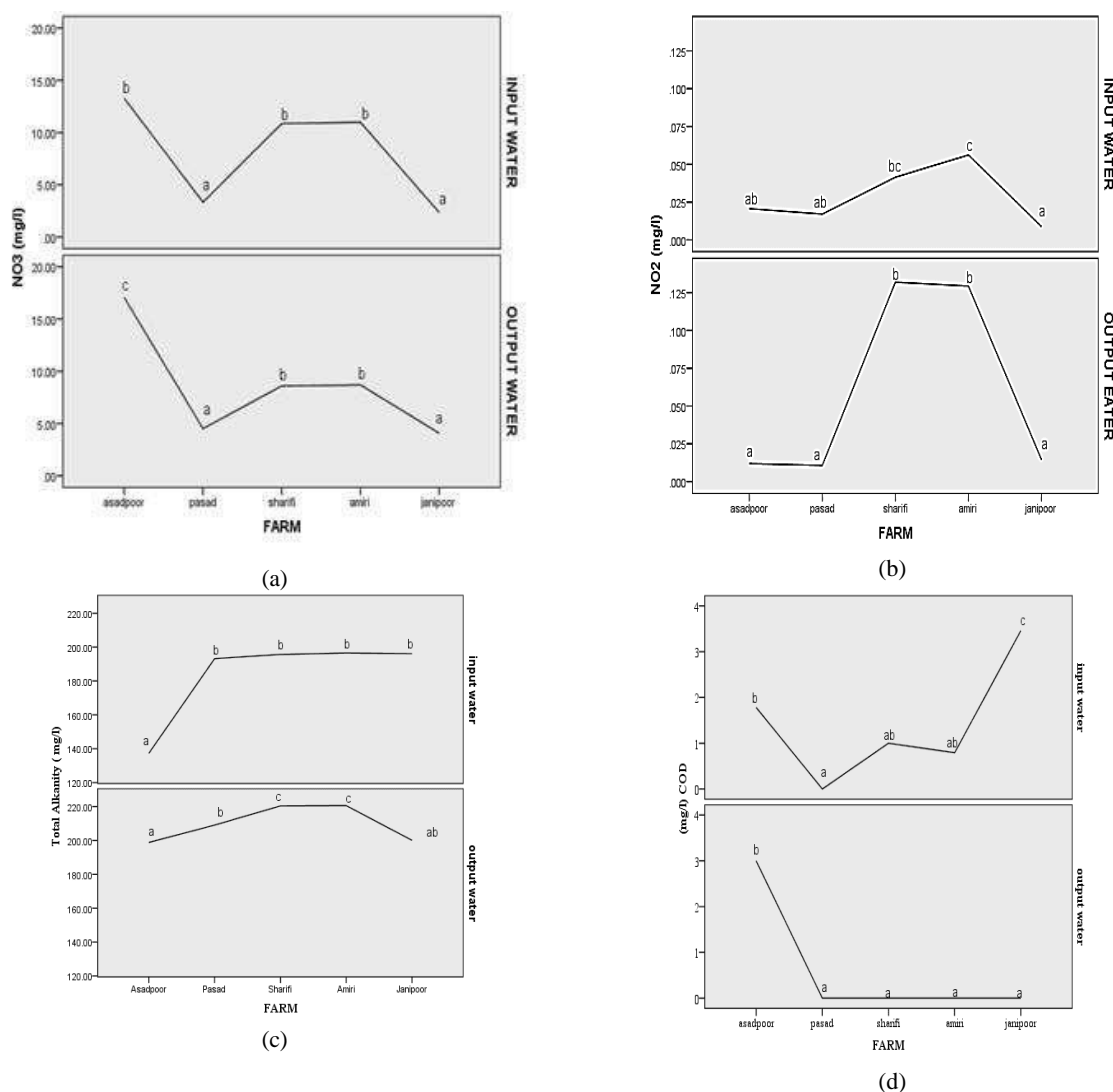 20.00
15.00
10.00
5.00
.00
b
a
b
b
a
INPUT WATER
NO3 (mg/l)
20.00
15.00
10.00
5.00
.00
c
a
b
b
a
OUTPUT WATER
asadpoor
pasad
sharifi
amiri
janipoor
FARM
(a)
.125
.100
.075
.050
.025
.000
ab
ab
bc
c
a
INPUT WATER
NO2 (mg/l)
.125
.100
.075
.050
.025
.000
a
a
b
b
a
OUTPUT EATER
asadpoor
pasad
sharifi
amiri
janipoor
FARM
(b)
220.00
200.00
180.00
160.00
140.00
120.00
a
b
b
b
b
input water
Total Alkanity ( mg/l)
220.00
200.00
180.00
160.00
140.00
120.00
a
b
c
c
ab
output water
Asadpoor
Pasad
Sharifi
Amiri
Janipoor
FARM
(c)
4
3
2
1
0
b
a
ab
ab
c
input water
(mg/l) COD
4
3
2
1
0
b
a
a
a
a
output water
asadpoor
pasad
sharifi
amiri
janipoor
FARM
(d)